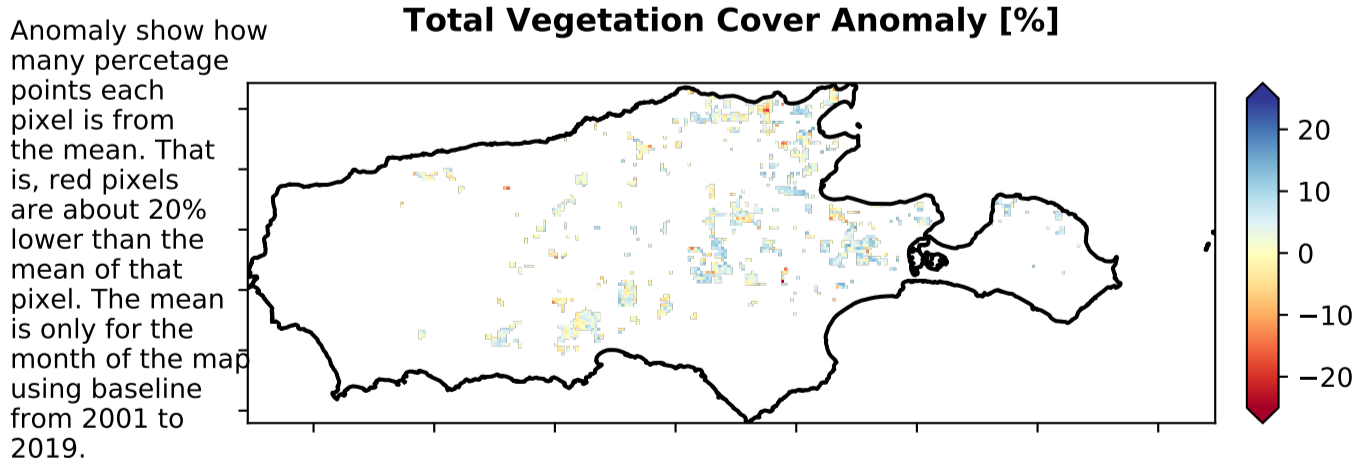 Total Vegetation Cover Anomaly [%]
Anomaly show how
many percetage
points each
pixel is from
the mean. That
is, red pixels
are about 20%
lower than the
mean of that
pixel. The mean
is only for the
month of the map
using baseline
from 2001 to
2019.
20
10
0
−10
−20